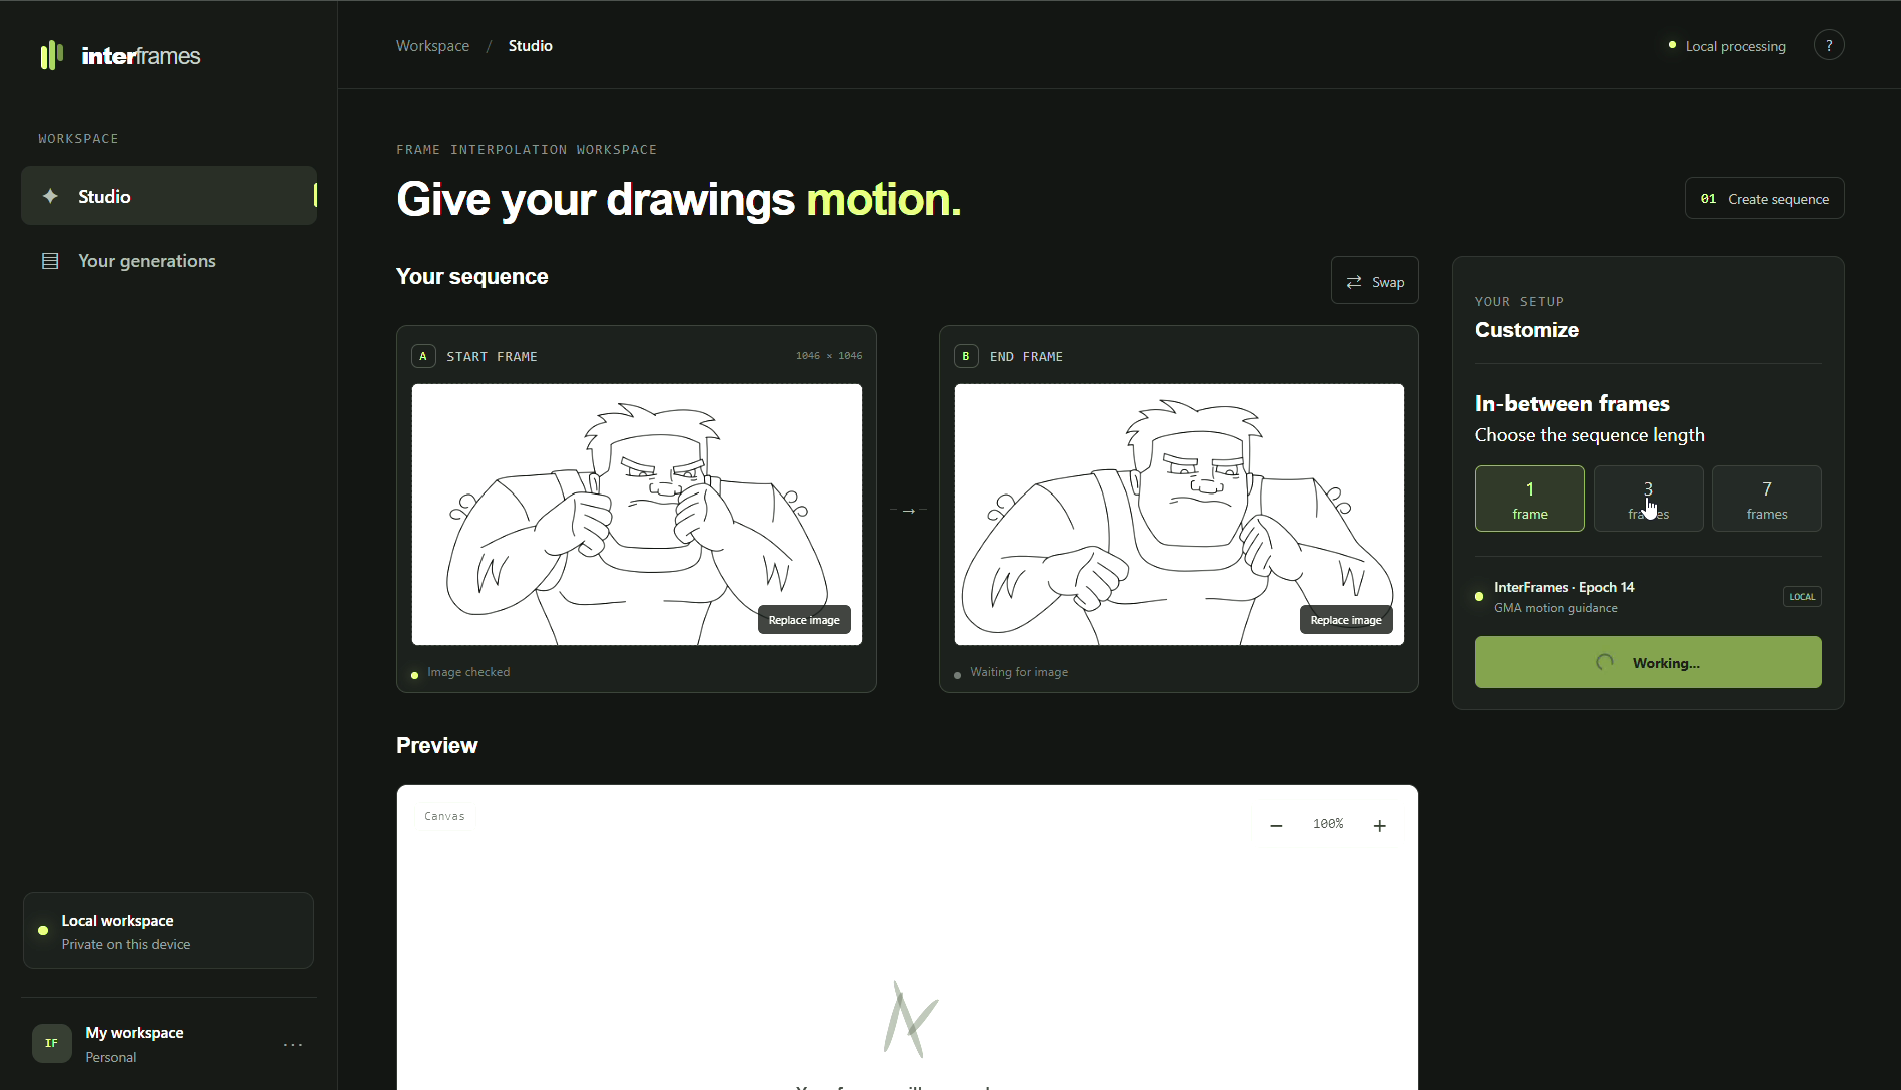 interframes
Workspace / Studio
Local processing
?
WORKSPACE
Studio
Your generations
FRAME INTERPOLATION WORKSPACE
Give your drawings motion.
01 Create sequence
Your sequence
Swap
A START FRAME
1046 × 1046
Replace image
Image checked
B END FRAME
Replace image
Waiting for image
YOUR SETUP
Customize
In-between frames
Choose the sequence length
1
frame
3
frames
7
frames
InterFrames · Epoch 14
GMA motion guidance
LOCAL
Working...
Preview
Canvas
100%
Local workspace
Private on this device
IF
My workspace
Personal